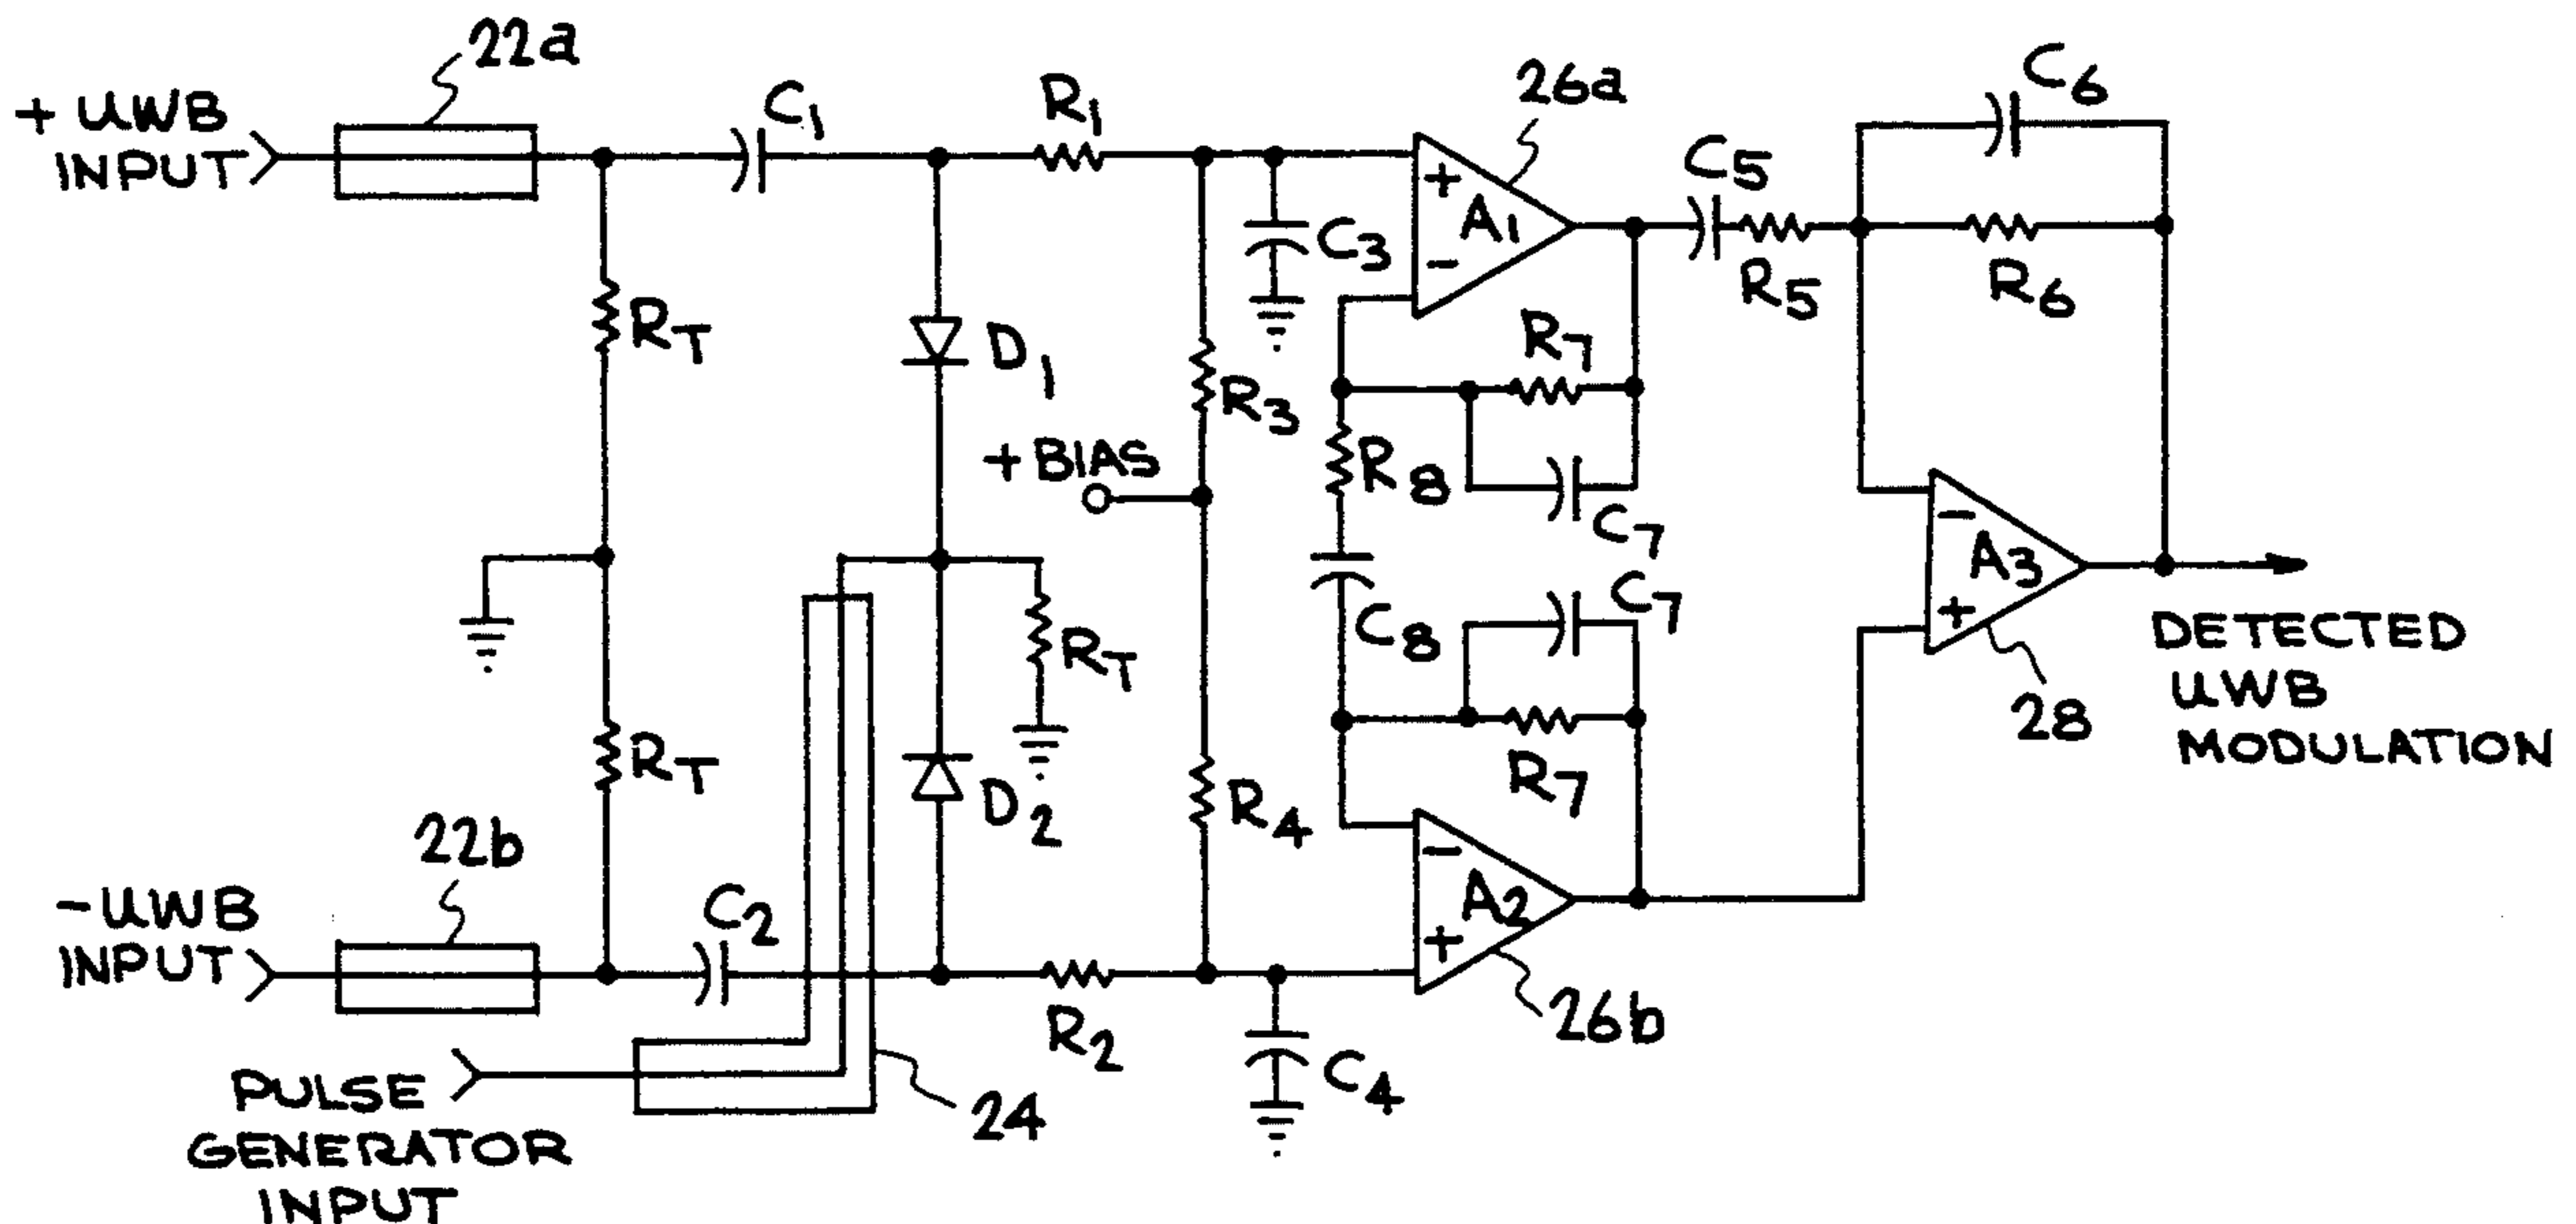 22a
+ UWB
INPUT
C1
R1
26a
C6
+
A1
-
C5
R5
R6
C3
RT
D1
R3
R7
+ BIAS
R8
C7
-
A3
+
C8
C7
RT
DETECTED
UWB
MODULATION
28
RT
D2
R4
R7
22b
- UWB
INPUT
C2
-
A2
+
R2
26b
C4
24
PULSE
GENERATOR
INPUT